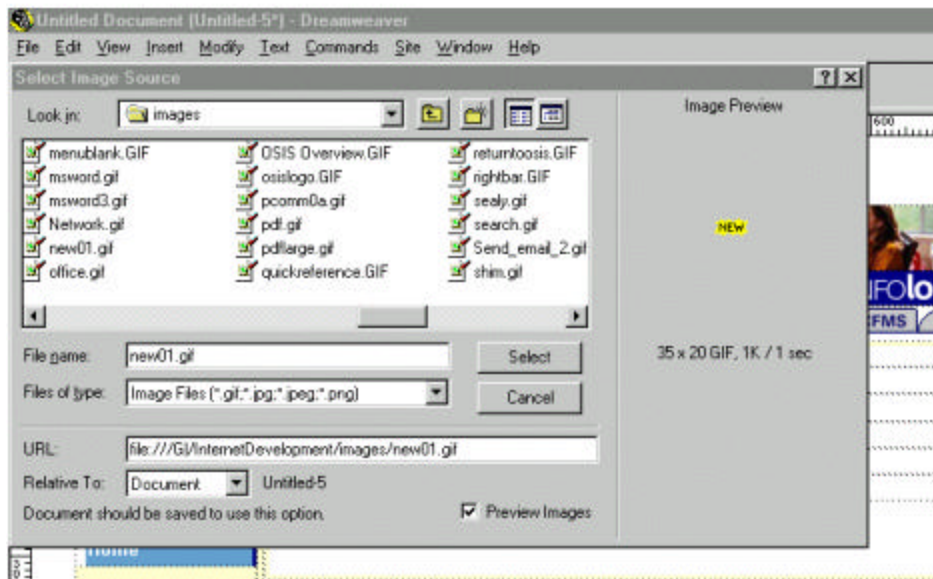 Untitled Document (Untitled-5*) - Dreamweaver
File Edit View Insert Modify Text Commands Site Window Help
Select Image Source
Look in: images
Image Preview
600
menublank.GIF OSIS Overview.GIF returntoosis.GIF
msword.gif osislogo.GIF rightbar.GIF
msword3.gif pcomm0a.gif sealy.gif
Network.gif pdf.gif search.gif
new01.gif pdflarge.gif Send_email_2.gif
office.gif quickreference.GIF shim.gif
NEW
File name: new01.gif Select
35 x 20 GIF, 1K / 1 sec
Files of type: Image Files (*.gif;*.jpg;*.jpeg;*.png) Cancel
URL: file:///G|/InternetDevelopment/images/new01.gif
Relative To: Document Untitled-5
Document should be saved to use this option. Preview Images
Home